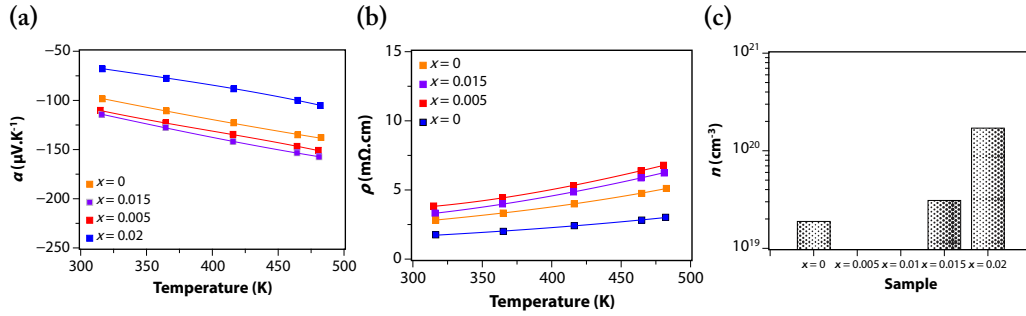 (a)
−50
−100
−150
−200
−250
α (μV.K⁻¹)
x = 0
x = 0.015
x = 0.005
x = 0.02
300 350 400 450 500
Temperature (K)
(b)
15
10
5
0
ρ (mΩ.cm)
x = 0
x = 0.015
x = 0.005
x = 0
300 350 400 450 500
Temperature (K)
(c)
10²¹
10²⁰
10¹⁹
n (cm⁻³)
x = 0 x = 0.005 x = 0.01 x = 0.015 x = 0.02
Sample